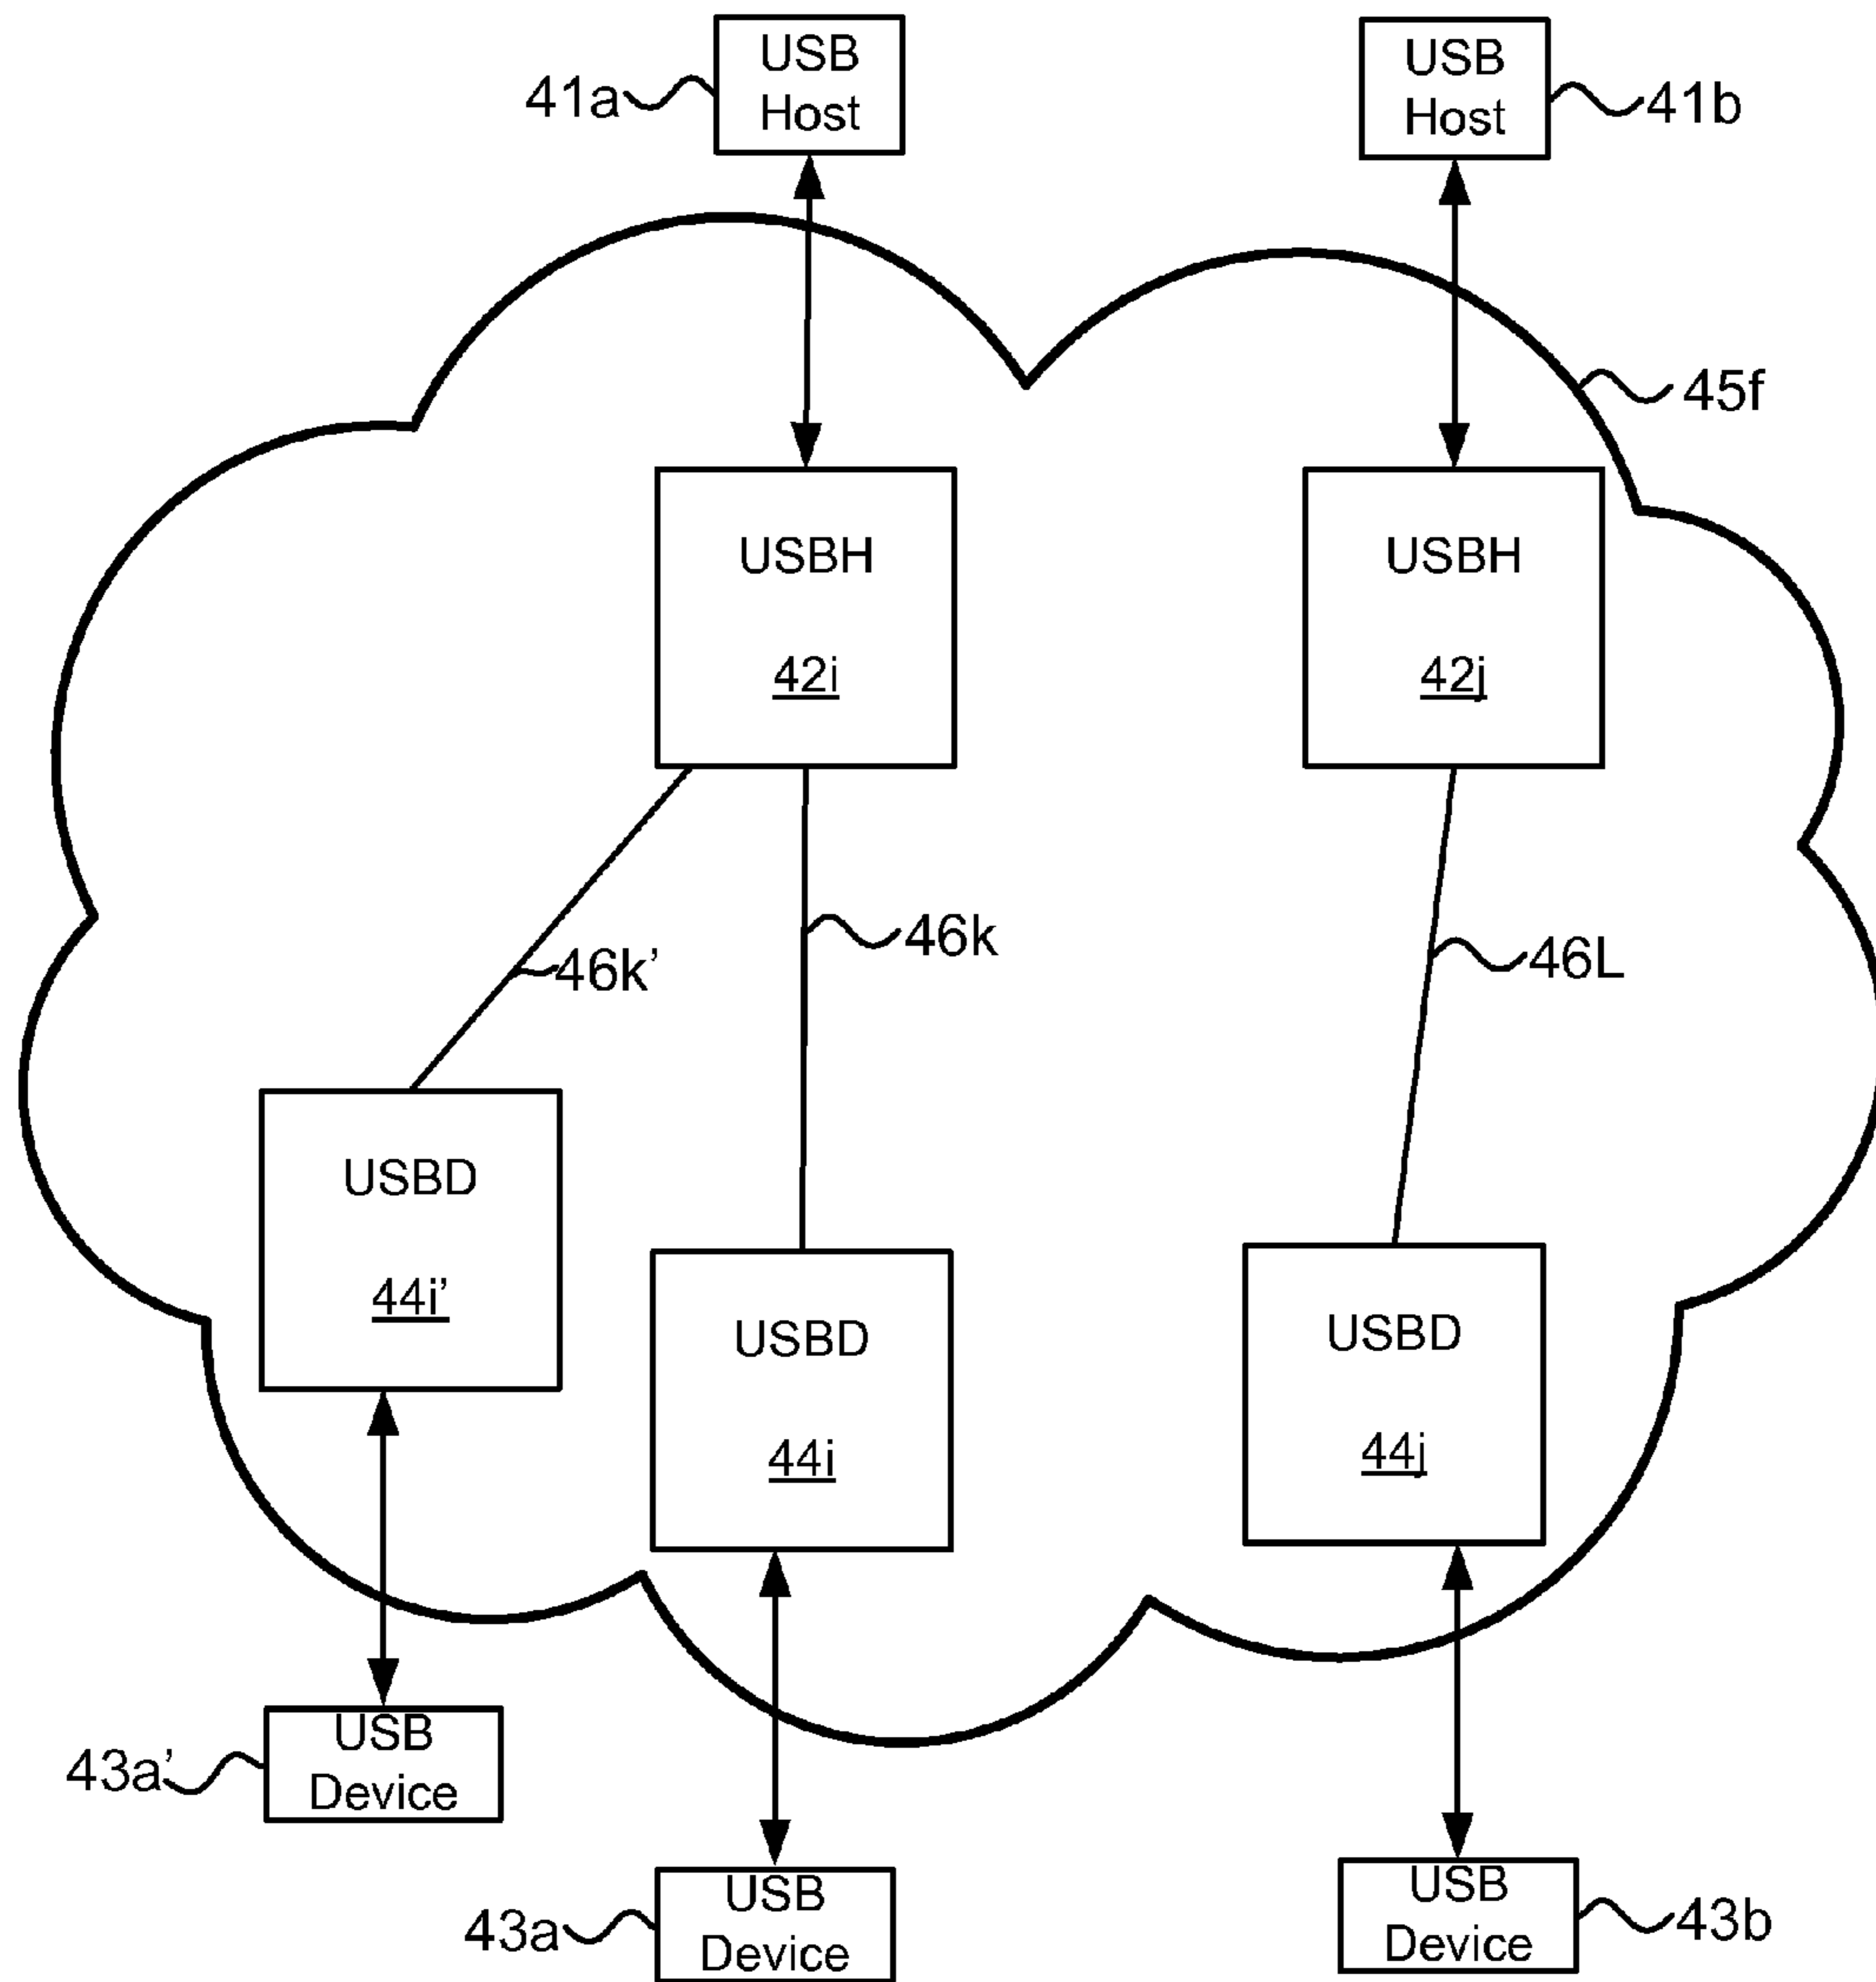 USB
Host
41a
USB
Host
41b
45f
USBH
42i
USBH
42j
46k’
46k
46L
USBD
44i’
USBD
44i
USBD
44j
43a’
USB
Device
43a
USB
Device
USB
Device
43b